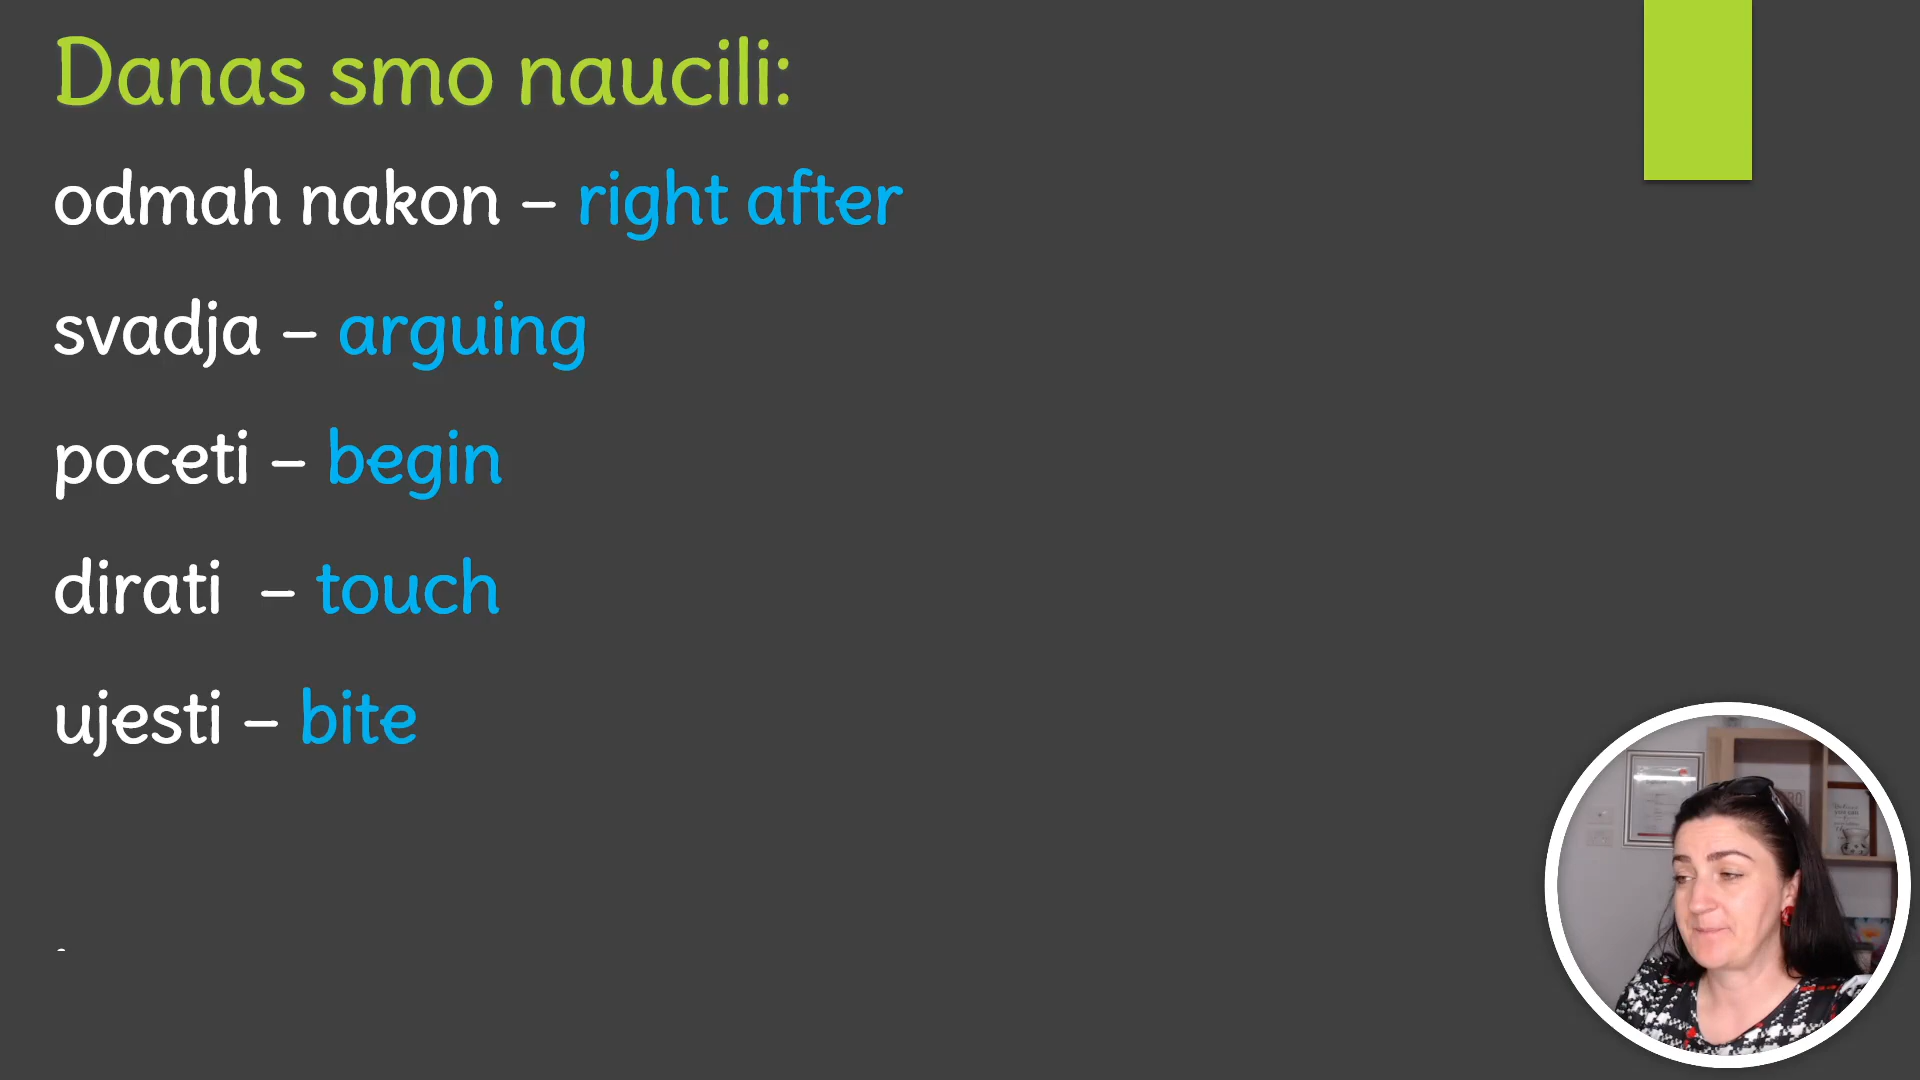 Danas smo naucili:
odmah nakon – right after
svadja – arguing
poceti – begin
dirati – touch
ujesti – bite